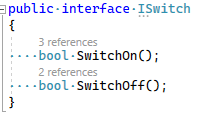 public interface ISwitch
{
3 references
bool SwitchOn();
2 references
bool SwitchOff();
}